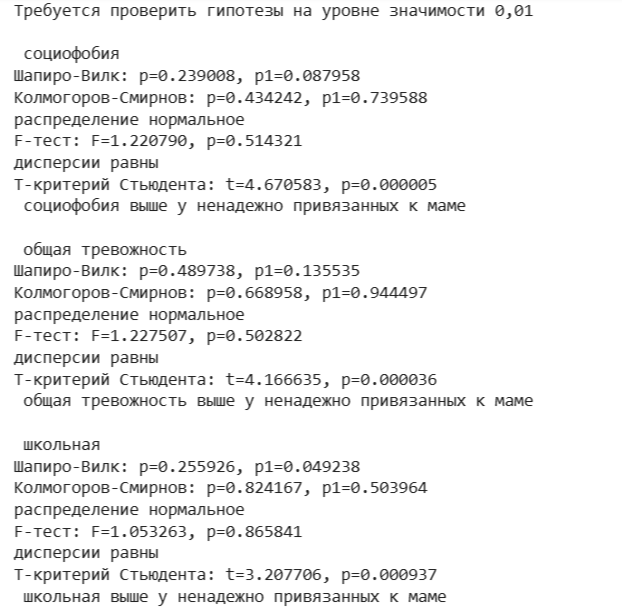 Требуется проверить гипотезы на уровне значимости 0,01
социофобия
Шапиро-Вилк: p=0.239008, p1=0.087958
Колмогоров-Смирнов: p=0.434242, p1=0.739588
распределение нормальное
F-тест: F=1.220790, p=0.514321
дисперсии равны
Т-критерий Стьюдента: t=4.670583, p=0.000005
социофобия выше у ненадежно привязанных к маме
общая тревожность
Шапиро-Вилк: p=0.489738, p1=0.135535
Колмогоров-Смирнов: p=0.668958, p1=0.944497
распределение нормальное
F-тест: F=1.227507, p=0.502822
дисперсии равны
Т-критерий Стьюдента: t=4.166635, p=0.000036
общая тревожность выше у ненадежно привязанных к маме
школьная
Шапиро-Вилк: p=0.255926, p1=0.049238
Колмогоров-Смирнов: p=0.824167, p1=0.503964
распределение нормальное
F-тест: F=1.053263, p=0.865841
дисперсии равны
Т-критерий Стьюдента: t=3.207706, p=0.000937
школьная выше у ненадежно привязанных к маме